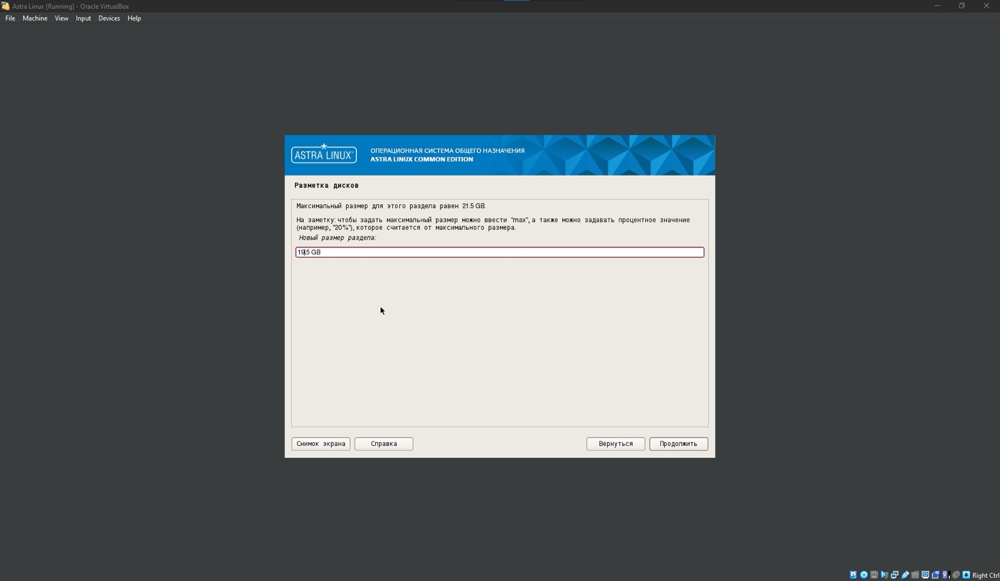 Astra Linux [Running] - Oracle VirtualBox
File Machine View Input Devices Help
ASTRA LINUX®
ОПЕРАЦИОННАЯ СИСТЕМА ОБЩЕГО НАЗНАЧЕНИЯ
ASTRA LINUX COMMON EDITION
Разметка дисков
Максимальный размер для этого раздела равен 21.5 GB.
На заметку: чтобы задать максимальный размер можно ввести "max", а также можно задавать процентное значение
(например, "20%"), которое считается от максимального размера.
Новый размер раздела:
19.5 GB
Снимок экрана Справка Вернуться Продолжить
Right Ctrl